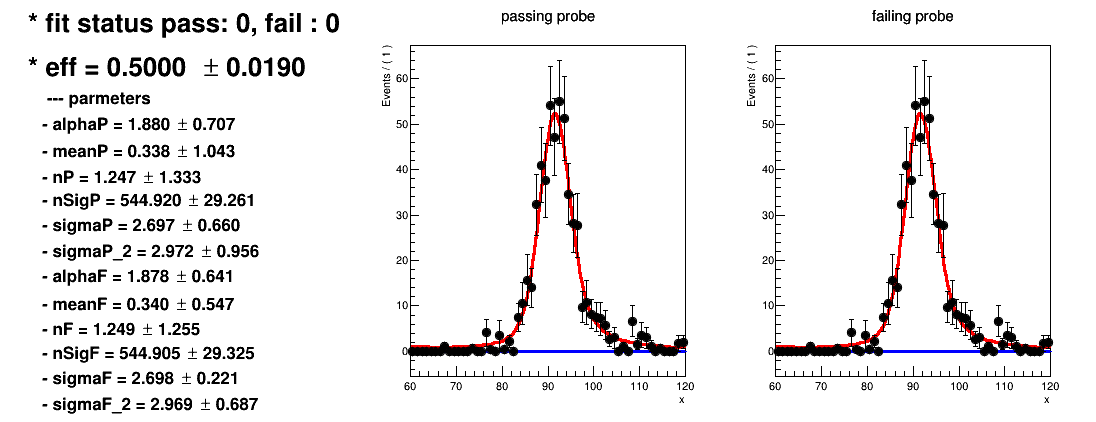 * fit status pass: 0, fail : 0
* eff = 0.5000 ± 0.0190
--- parmeters
- alphaP = 1.880 ± 0.707
- meanP = 0.338 ± 1.043
- nP = 1.247 ± 1.333
- nSigP = 544.920 ± 29.261
- sigmaP = 2.697 ± 0.660
- sigmaP_2 = 2.972 ± 0.956
- alphaF = 1.878 ± 0.641
- meanF = 0.340 ± 0.547
- nF = 1.249 ± 1.255
- nSigF = 544.905 ± 29.325
- sigmaF = 2.698 ± 0.221
- sigmaF_2 = 2.969 ± 0.687
passing probe
Events / ( 1 )
60
50
40
30
20
10
0
60 70 80 90 100 110 120
x
failing probe
Events / ( 1 )
60
50
40
30
20
10
0
60 70 80 90 100 110 120
x